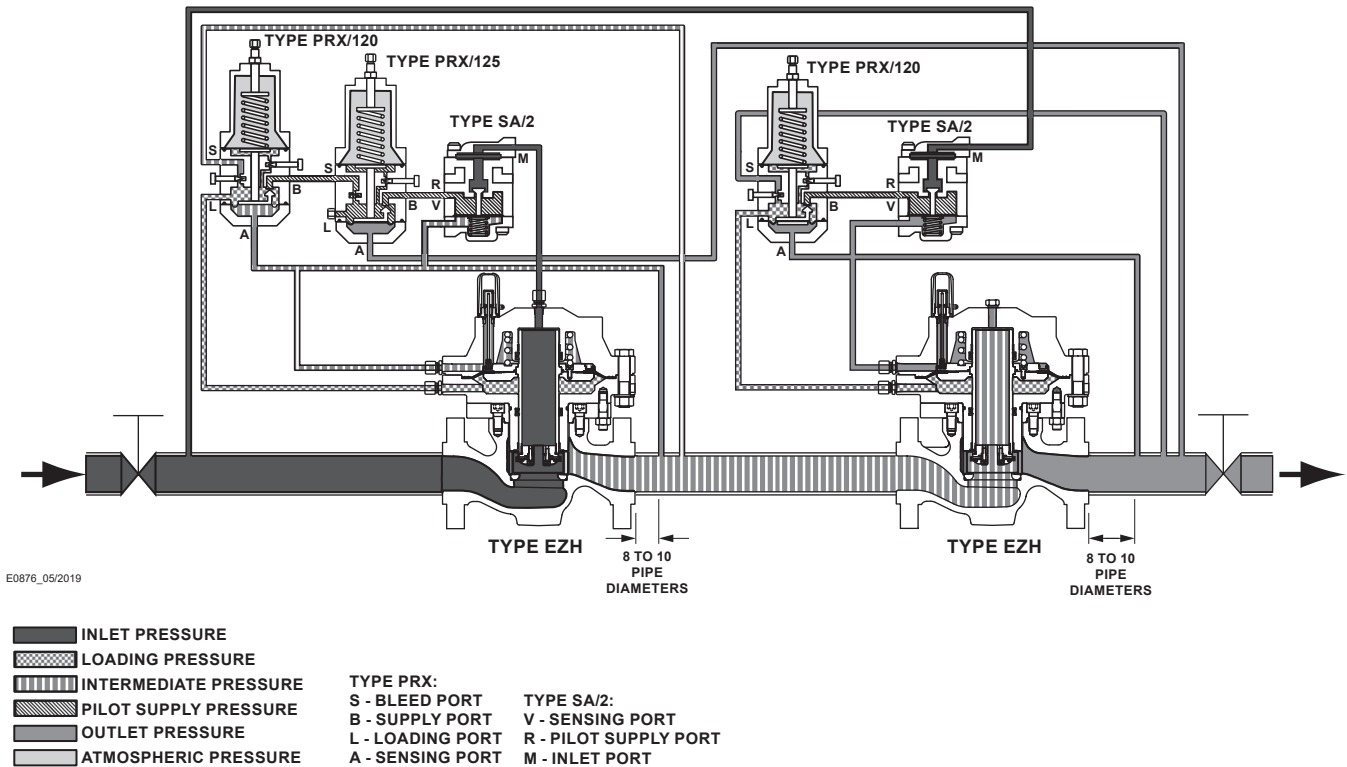 TYPE PRX/120
TYPE PRX/125
TYPE SA/2
TYPE PRX/120
TYPE SA/2
S
B
L
A
S
B
L
A
R
V
M
S
B
L
A
R
V
M
TYPE EZH
8 TO 10
PIPE
DIAMETERS
TYPE EZH
8 TO 10
PIPE
DIAMETERS
E0876_05/2019
INLET PRESSURE
LOADING PRESSURE
INTERMEDIATE PRESSURE
PILOT SUPPLY PRESSURE
OUTLET PRESSURE
ATMOSPHERIC PRESSURE
TYPE PRX:
S - BLEED PORT
B - SUPPLY PORT
L - LOADING PORT
A - SENSING PORT
TYPE SA/2:
V - SENSING PORT
R - PILOT SUPPLY PORT
M - INLET PORT